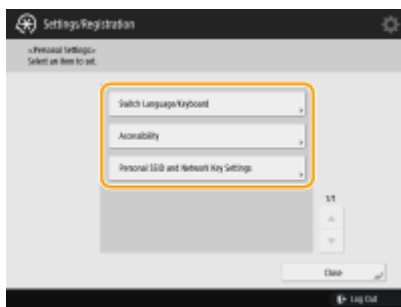 Settings/Registration
<Personal Settings>
Select an item to set.
Switch Language/Keyboard
Accessibility
Personal SSID and Network Key Settings
1/1
Close
Log Out